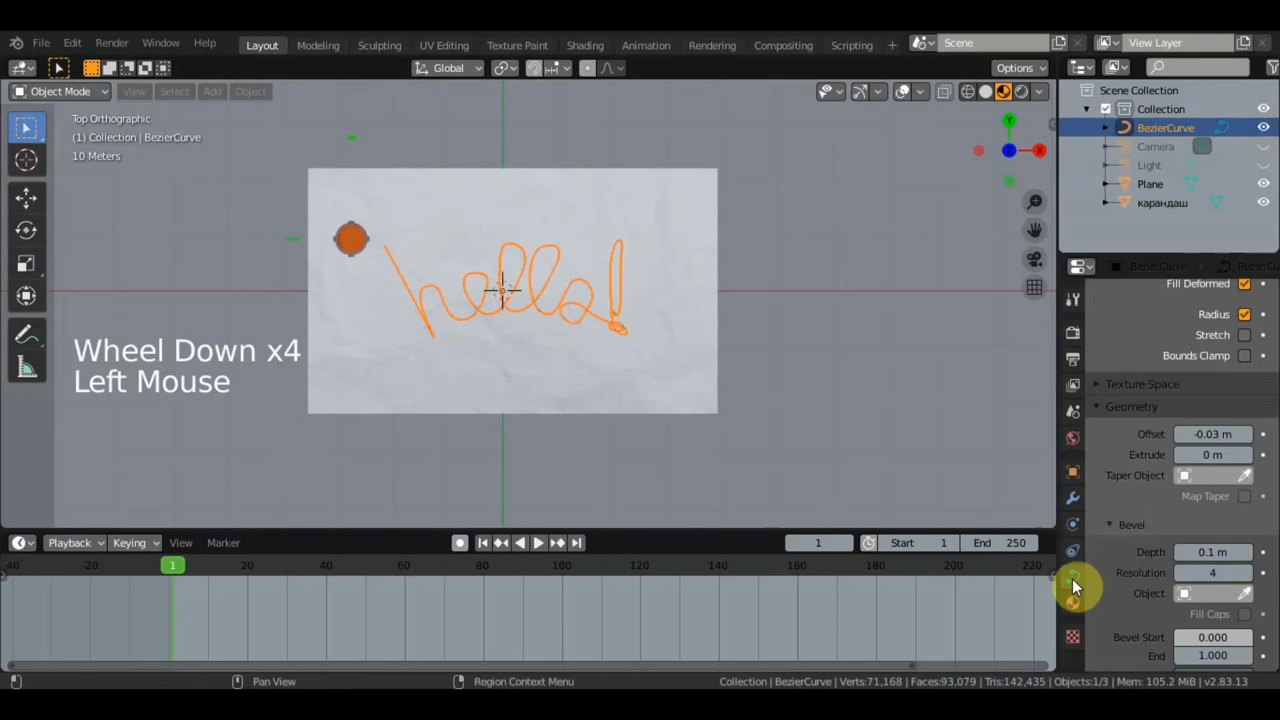 File Edit Render Window Help Layout Modeling Sculpting UV Editing Texture Paint Shading Animation Rendering Compositing Scripting + Scene View Layer
Global Options
Object Mode View Select Add Object Scene Collection
Top Orthographic Collection
(1) Collection | BezierCurve BezierCurve
10 Meters Camera
Light
Plane
карандаш
Y
Z X
hello!
Bezier Curve
Fill Deformed
Radius
Stretch
Bounds Clamp
Wheel Down x4
Left Mouse
Texture Space
Geometry
Offset -0.03 m
Extrude 0 m
Taper Object
Map Taper
Bevel
Playback Keying View Marker 1 Start 1 End 250
Depth 0.1 m
-40 -20 1 20 40 60 80 100 120 140 160 180 200 220
Resolution 4
Object
Fill Caps
Bevel Start 0.000
End 1.000
Pan View Region Context Menu Collection | BezierCurve | Verts:71,168 | Faces:93,079 | Tris:142,435 | Objects:1/3 | Mem: 105.2 MiB | v2.83.13